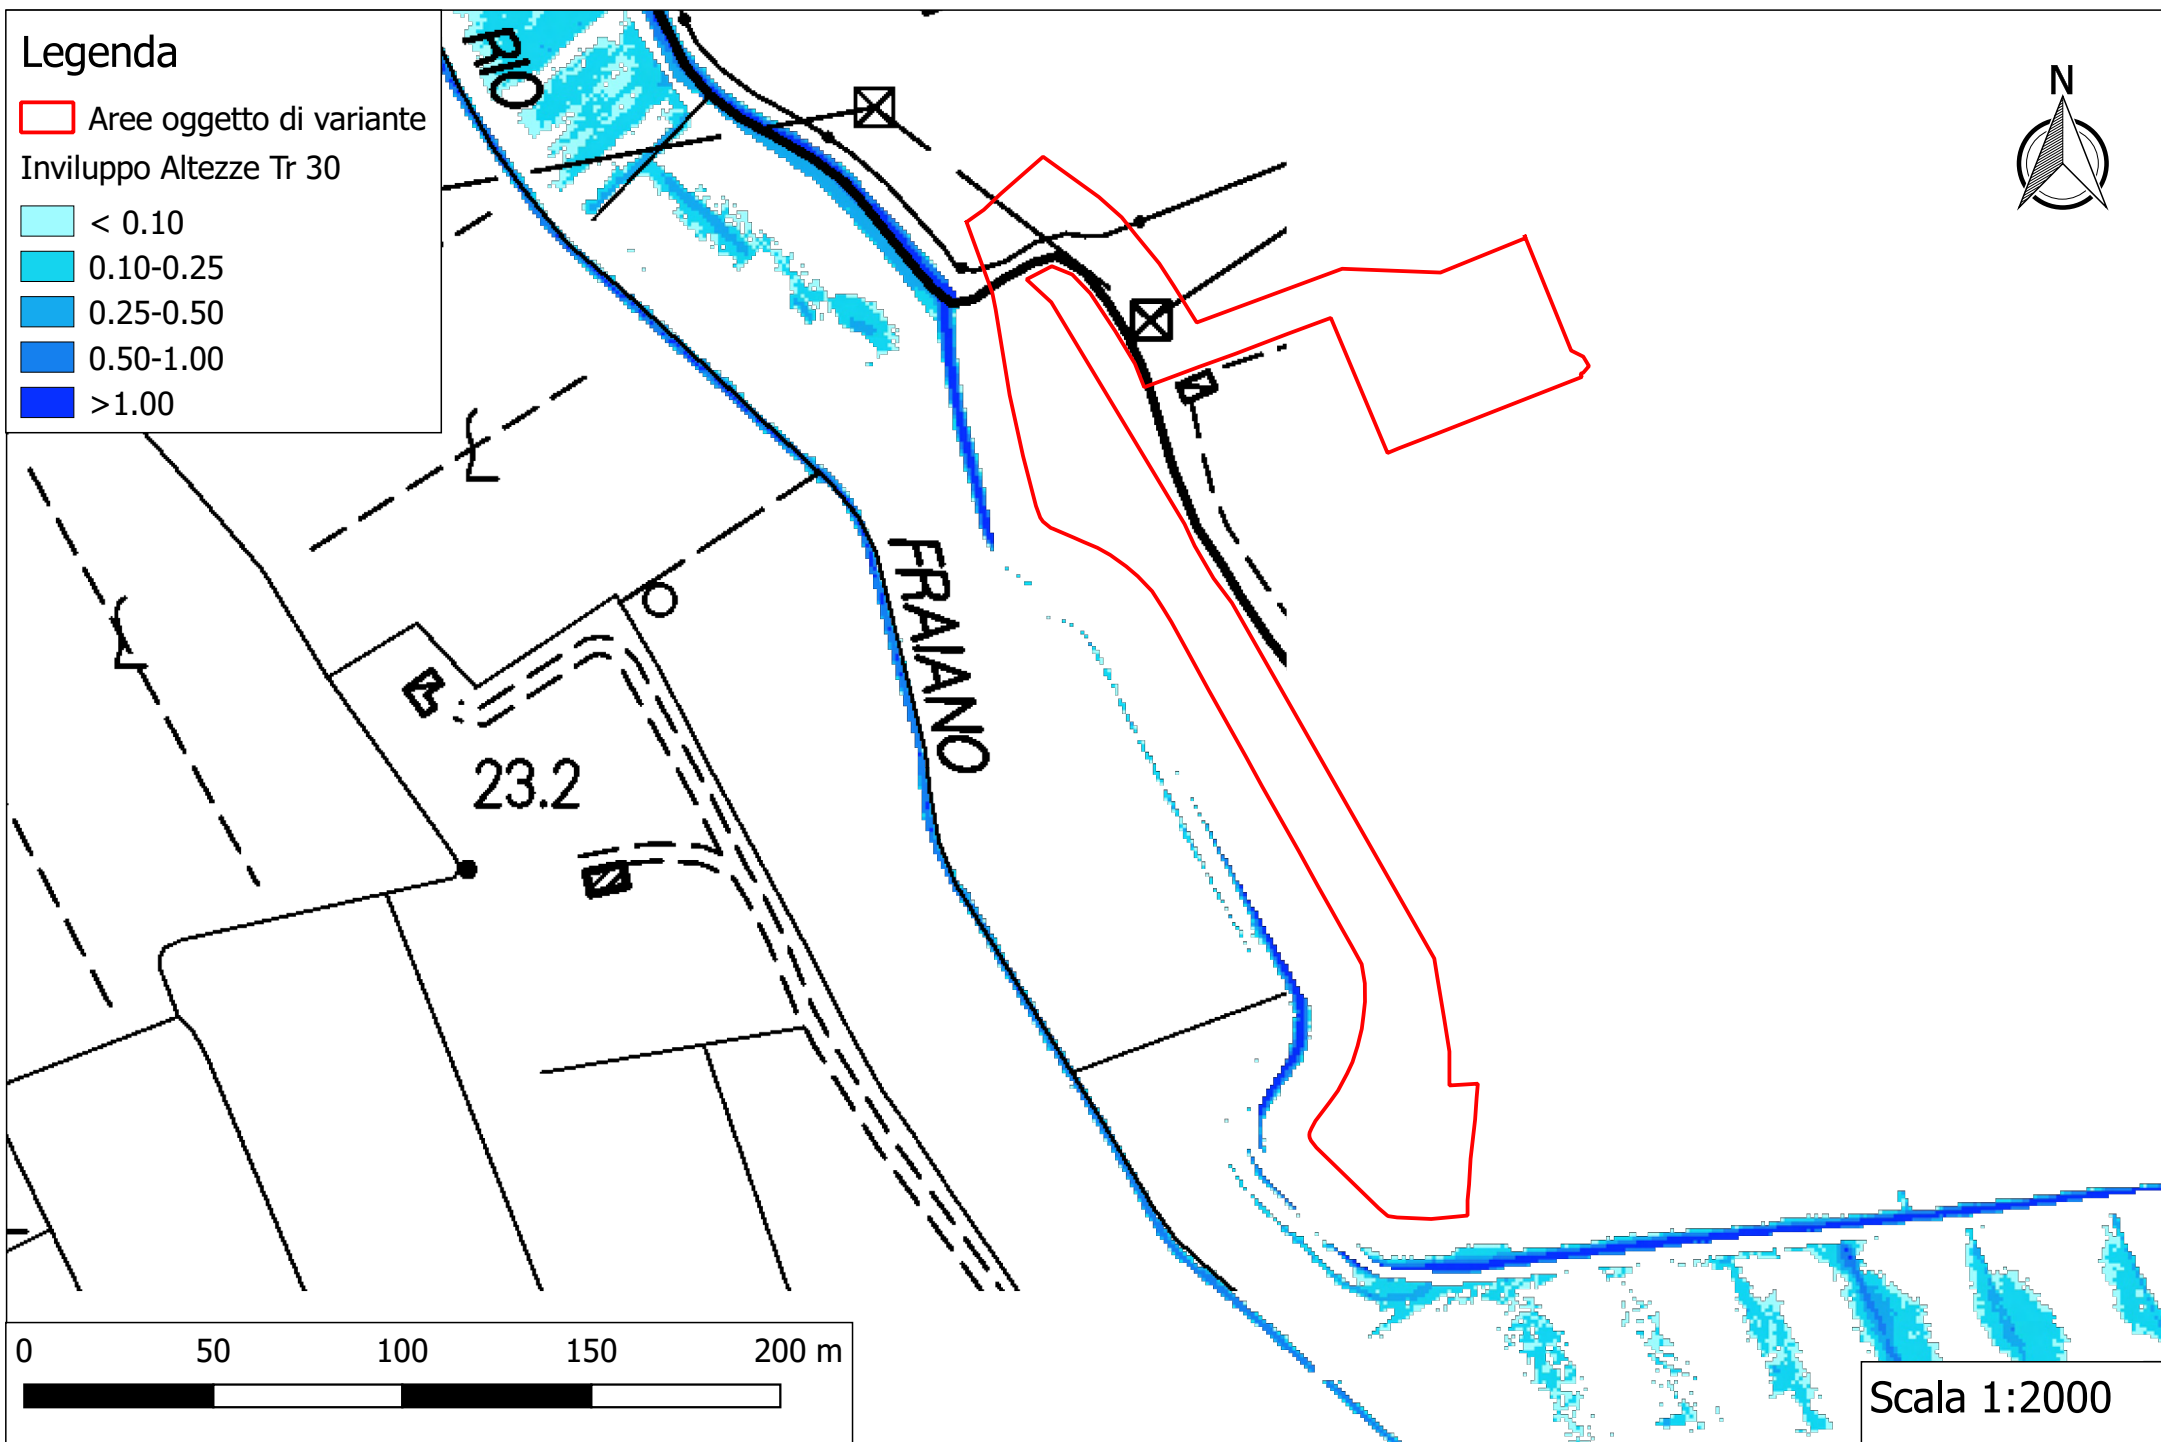 Legenda
Aree oggetto di variante
Inviluppo Altezze Tr 30
< 0.10
0.10-0.25
0.25-0.50
0.50-1.00
>1.00
RIO
N
FRAIANO
23.2
0 50 100 150 200 m
Scala 1:2000